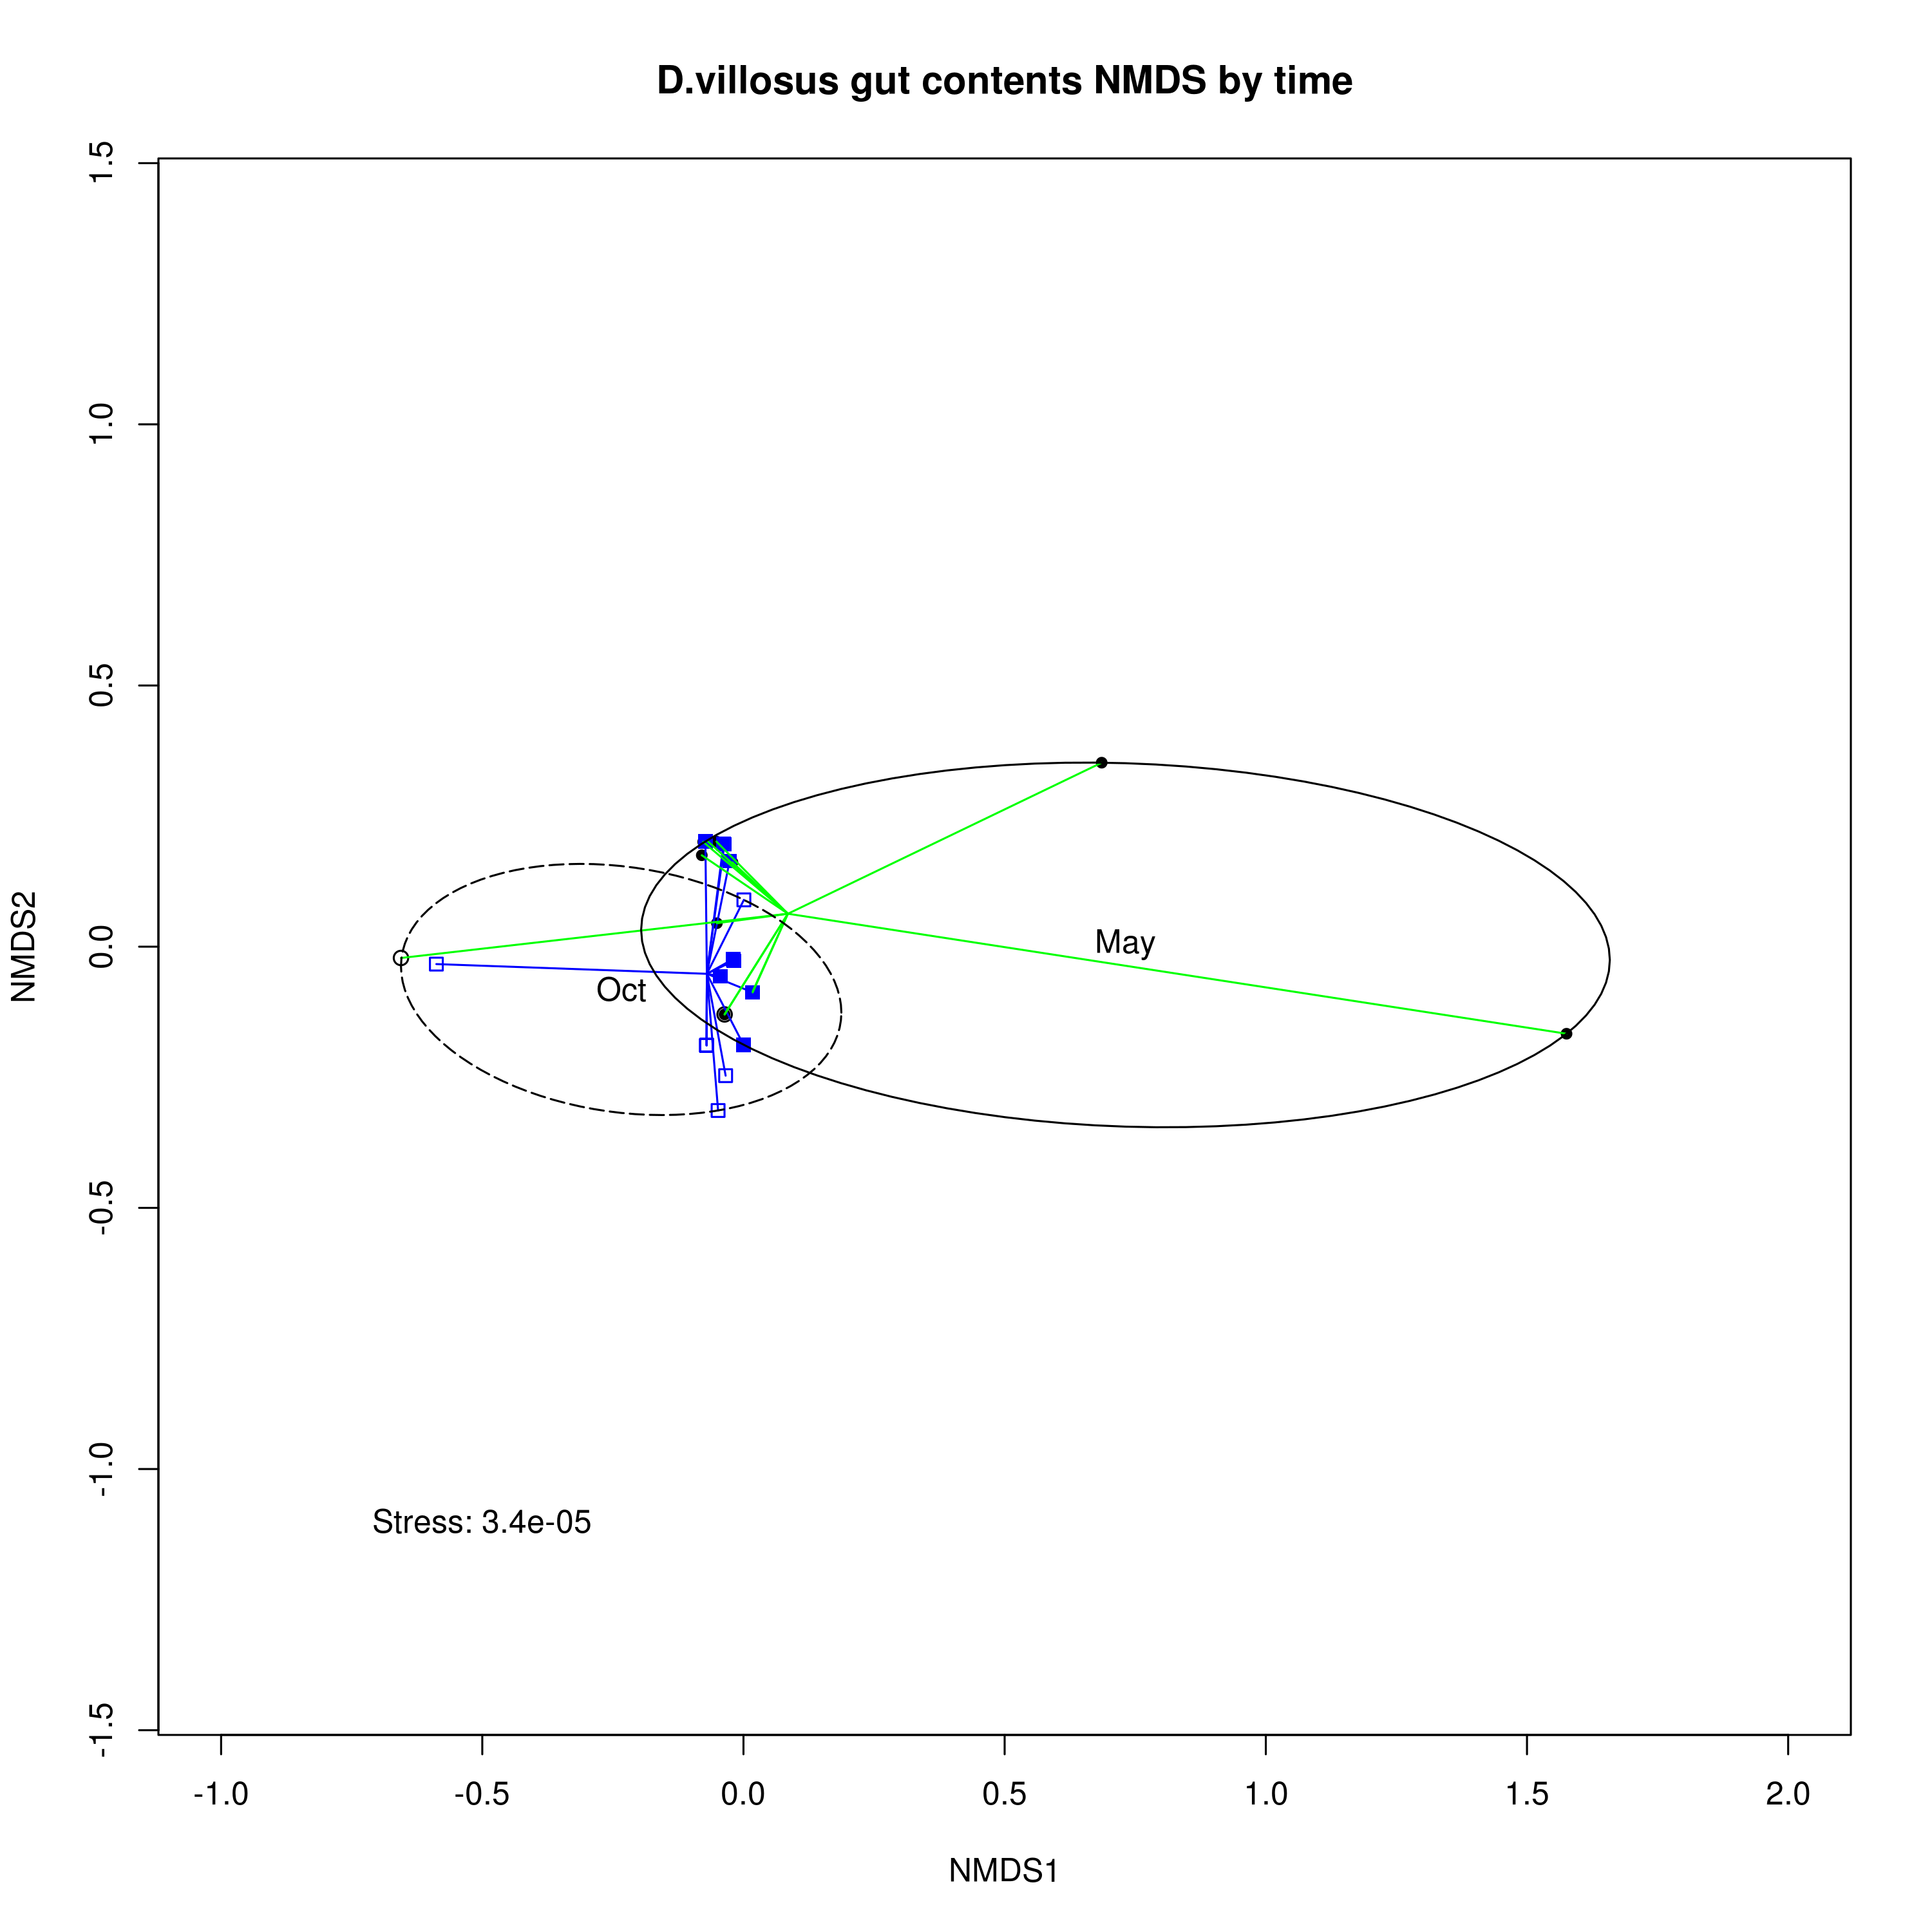 D.villosus gut contents NMDS by time
1.5
1.0
0.5
0.0
-0.5
-1.0
-1.5
NMDS2
May
Oct
Stress: 3.4e-05
-1.0 -0.5 0.0 0.5 1.0 1.5 2.0
NMDS1